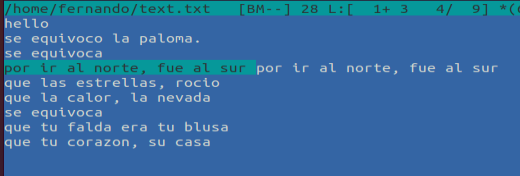 /home/fernando/text.txt   [BM--] 28 L:[  1+ 3   4/  9] *(
hello
se equivoco la paloma.
se equivoca
por ir al norte, fue al sur por ir al norte, fue al sur
que las estrellas, rocio
que la calor, la nevada
se equivoca
que tu falda era tu blusa
que tu corazon, su casa